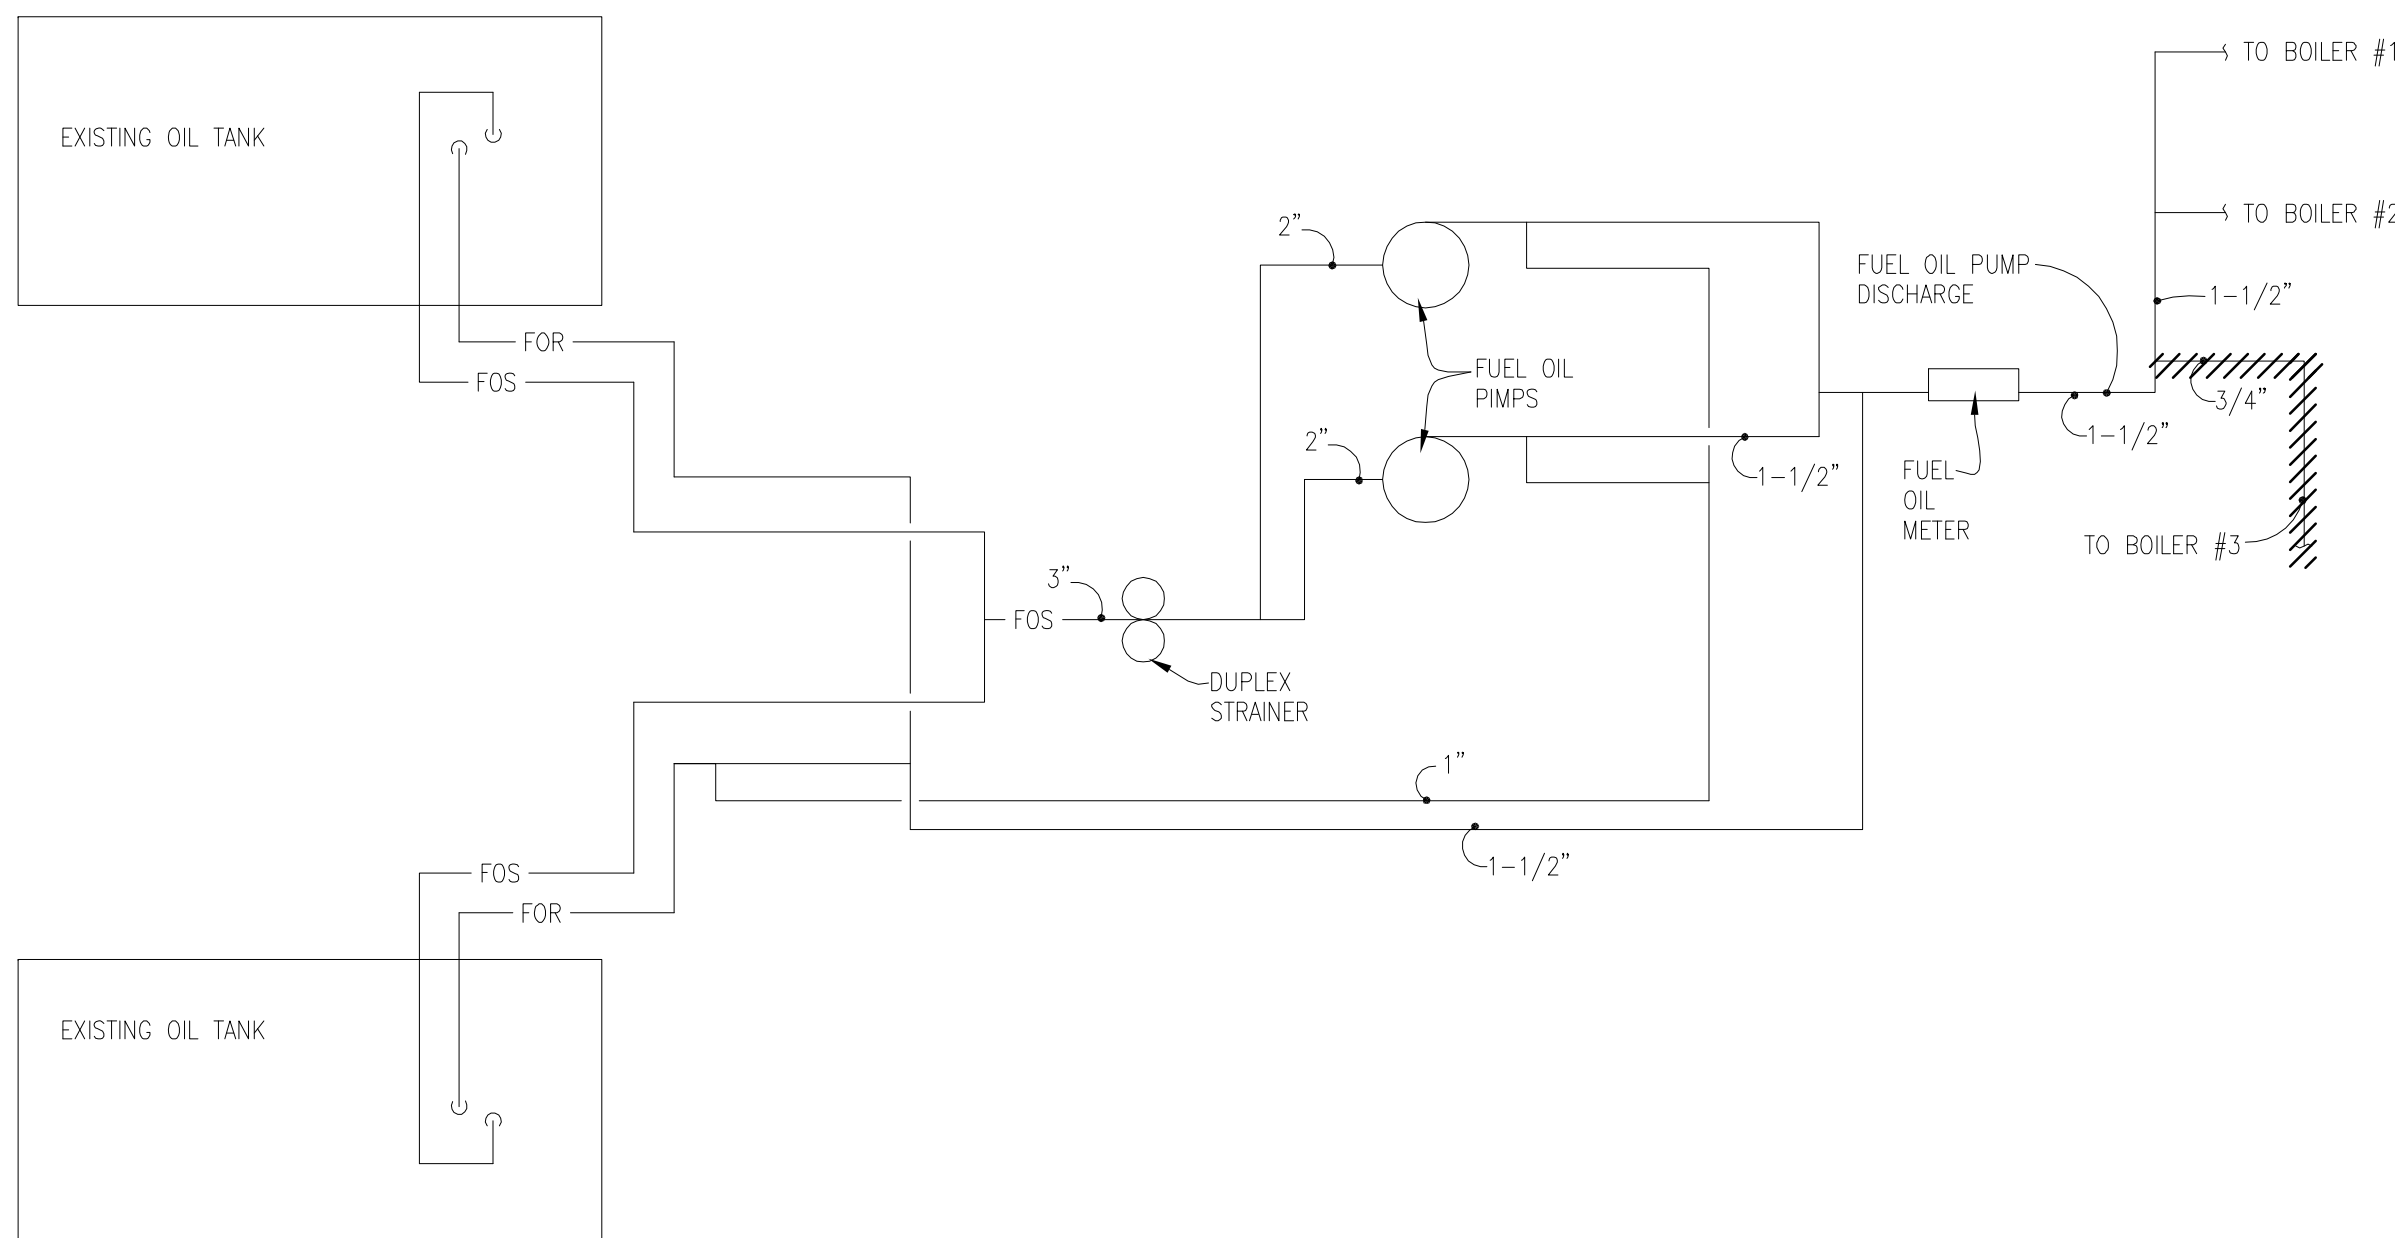 TO BOILER #1
EXISTING OIL TANK
TO BOILER #2
2”
FUEL OIL PUMP
DISCHARGE
1-1/2”
FOR
FOS
FUEL OIL
PIMPS
3/4”
2”
1-1/2”
1-1/2”
FUEL
OIL
METER
TO BOILER #3
3”
FOS
DUPLEX
STRAINER
1”
1-1/2”
FOS
FOR
EXISTING OIL TANK